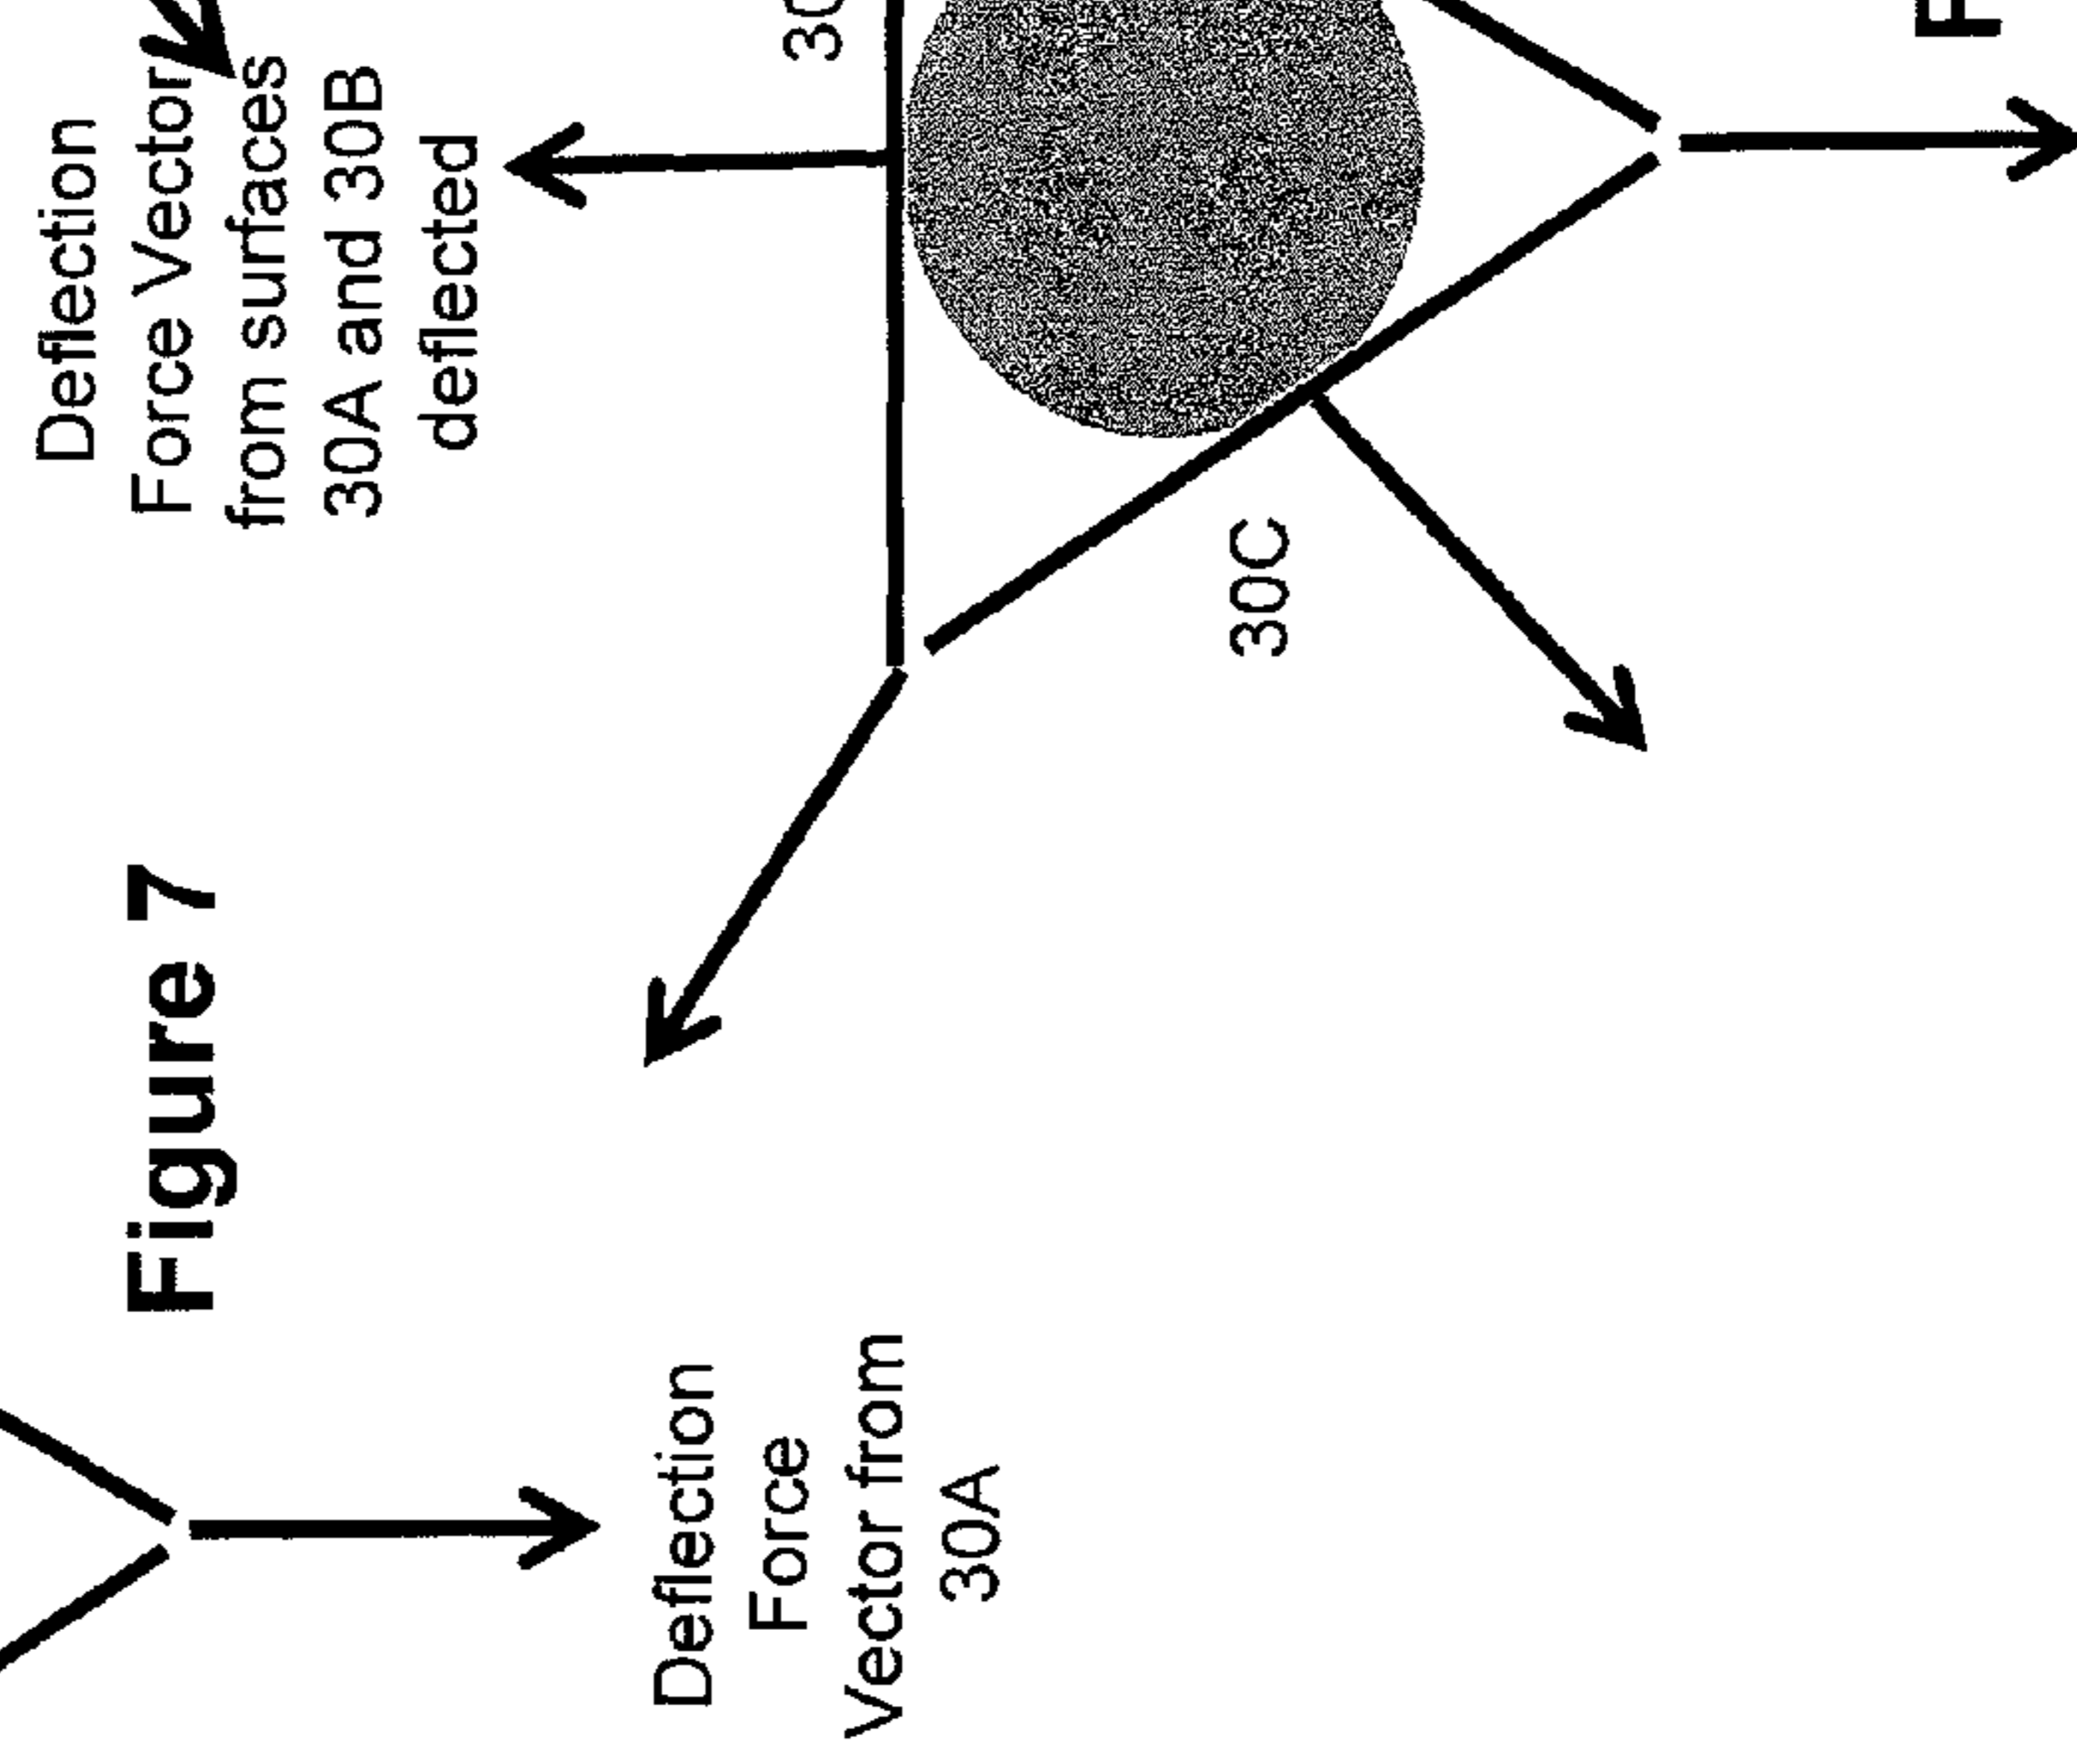 Deflection
Force Vector
from surfaces
30A and 30B
deflected
30C
Figure 7
Deflection
Force
Vector from
30A